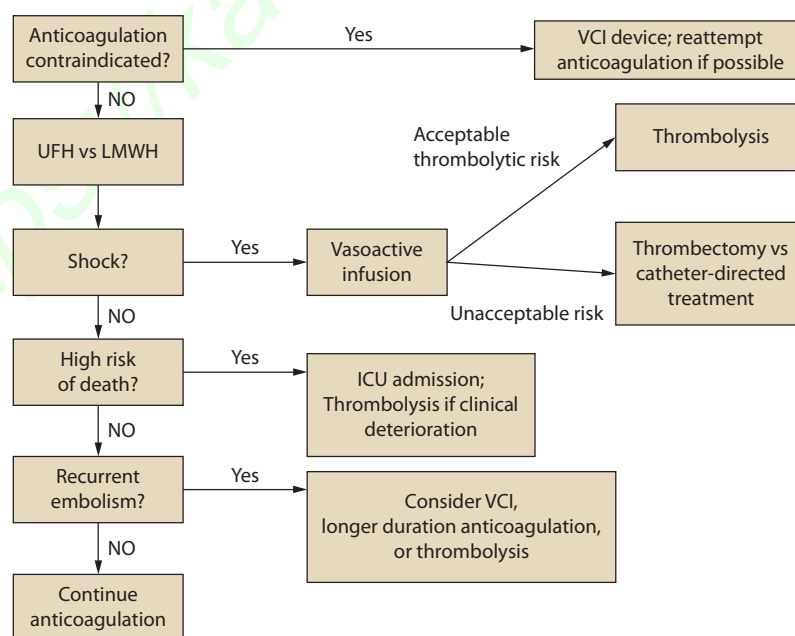 Anticoagulation
contraindicated?
Yes
VCI device; reattempt
anticoagulation if possible
NO
UFH vs LMWH
Acceptable
thrombolytic risk
Thrombolysis
Shock?
Yes
Vasoactive
infusion
Thrombectomy vs
catheter-directed
treatment
Unacceptable risk
NO
High risk
of death?
Yes
ICU admission;
Thrombolysis if clinical
deterioration
NO
Recurrent
embolism?
Yes
Consider VCI,
longer duration anticoagulation,
or thrombolysis
NO
Continue
anticoagulation